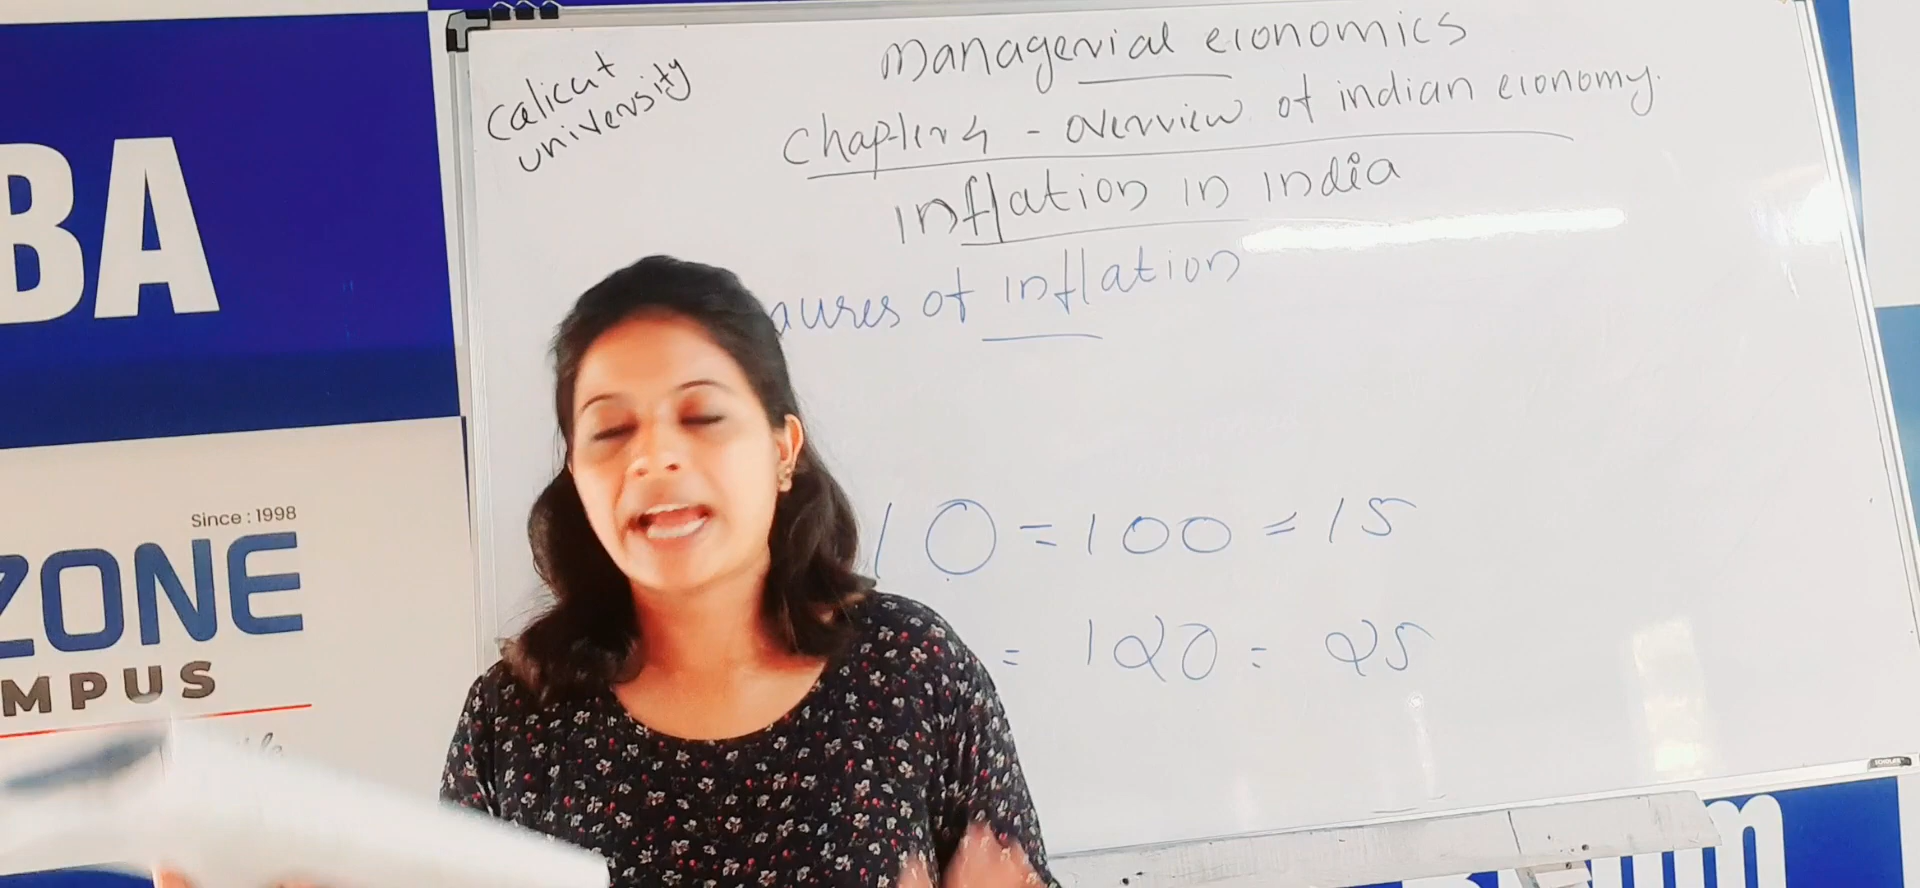 Calicut
university
Managerial economics
Chapter 4 - overview of indian economy.
inflation in india
auses of inflation
10 = 100 = 15
= 120 = 25
BA
Since : 1998
ZONE
MPUS